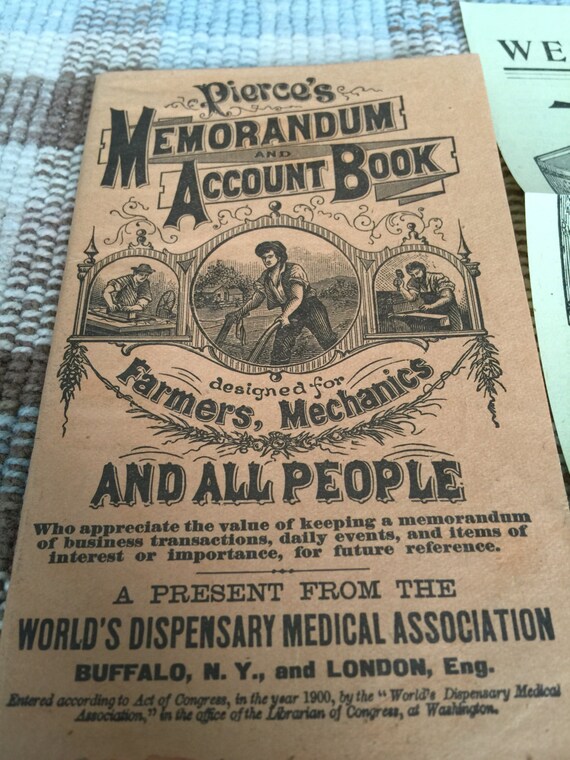 Pierce's
MEMORANDUM
AND
ACCOUNT BOOK
designed for
Farmers, Mechanics
AND ALL PEOPLE
Who appreciate the value of keeping a memorandum
of business transactions, daily events, and items of
interest or importance, for future reference.
A PRESENT FROM THE
WORLD'S DISPENSARY MEDICAL ASSOCIATION
BUFFALO, N. Y., and LONDON, Eng.
Entered according to Act of Congress, in the year 1900, by the "World's Dispensary Medical
Association," in the office of the Librarian of Congress, at Washington.
WE